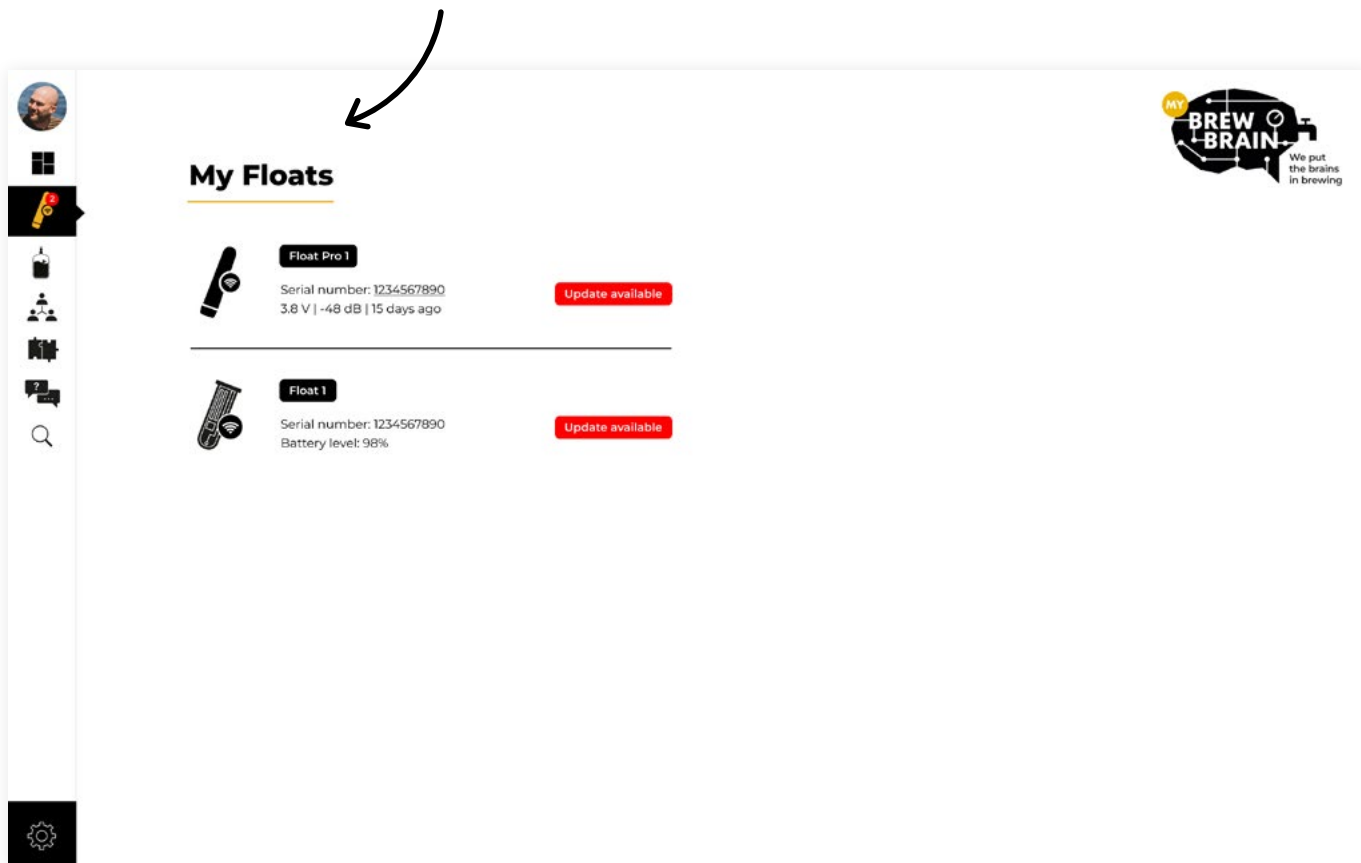 MY
BREW
BRAIN
We put
the brains
in brewing
My Floats
2
Float Pro 1
Serial number: 1234567890
3.8 V | -48 dB | 15 days ago
Update available
?
...
Float 1
Serial number: 1234567890
Battery level: 98%
Update available